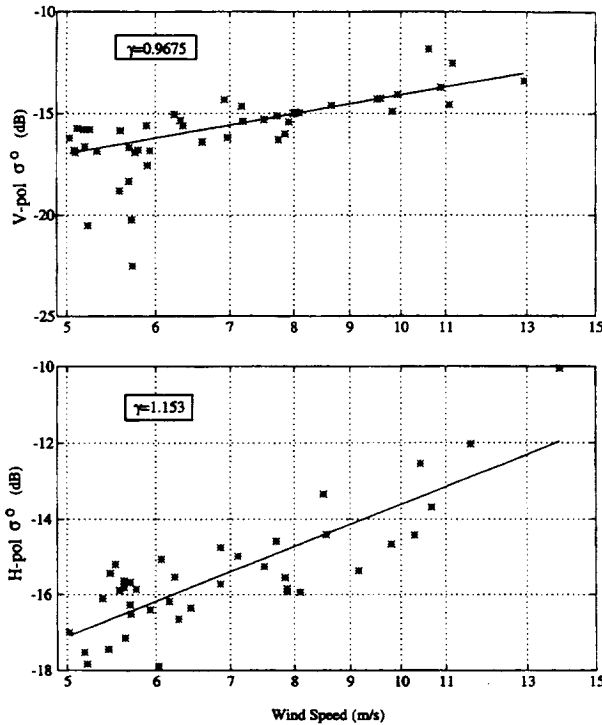 -10
-15
-20
-25
V-pol σ° (dB)
γ=0.9675
5 6 7 8 9 10 11 13 15
-10
-12
-14
-16
-18
H-pol σ° (dB)
γ=1.153
5 6 7 8 9 10 11 13 15
Wind Speed (m/s)